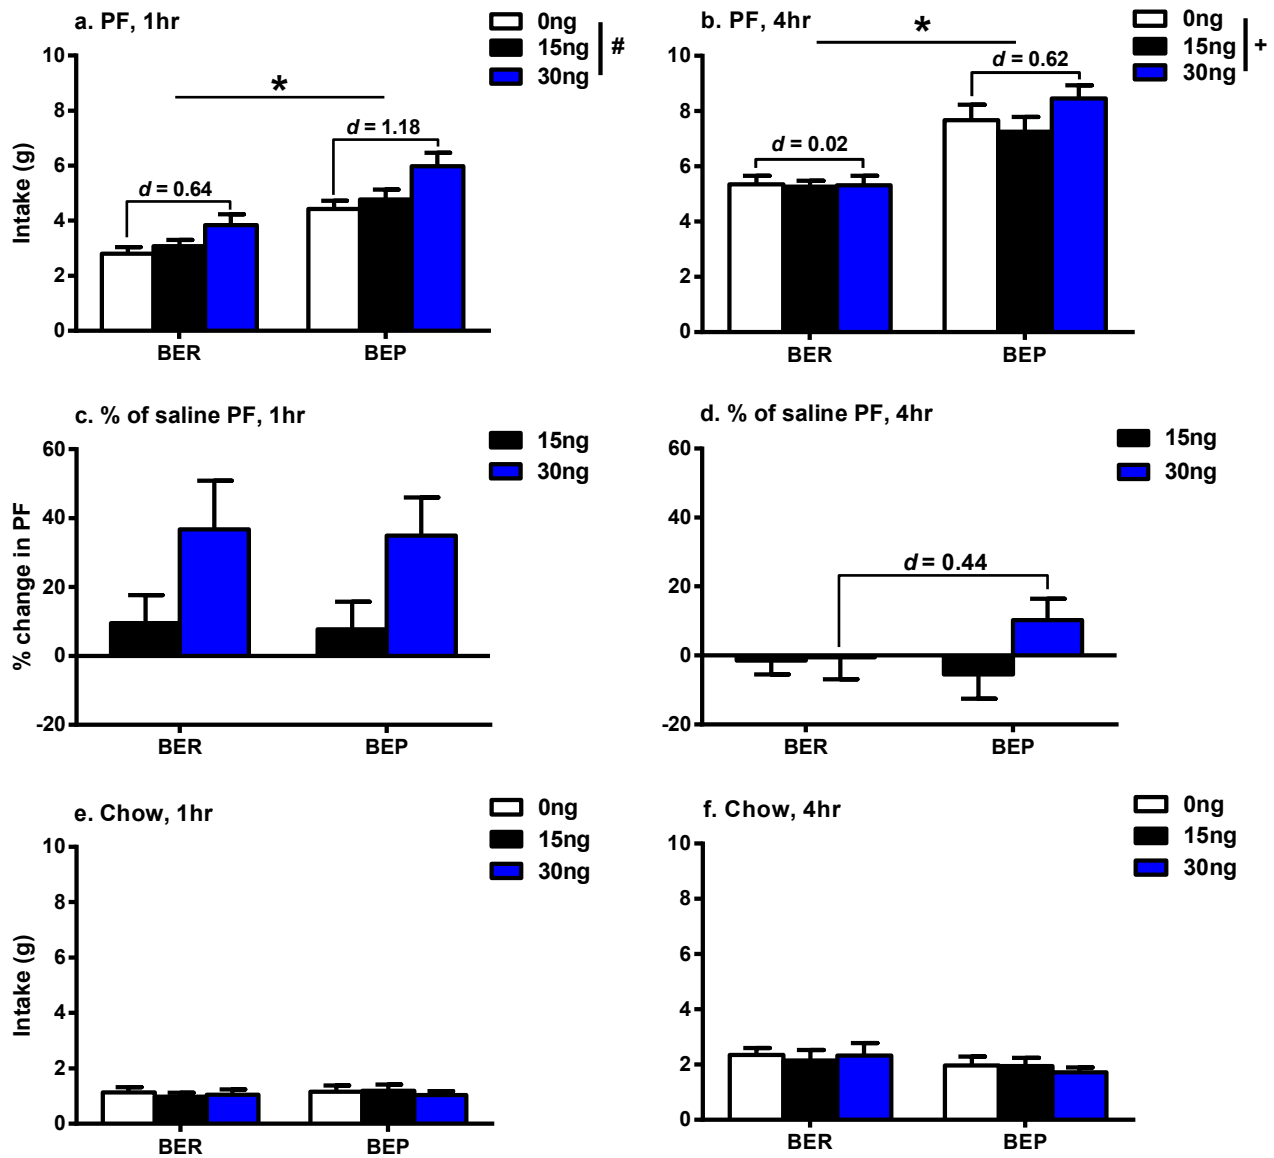 a. PF, 1hr
0ng
15ng
30ng
#
Intake (g)
10
8
6
4
2
0
*
d = 0.64
d = 1.18
BER
BEP
b. PF, 4hr
0ng
15ng
30ng
+
10
8
6
4
2
0
*
d = 0.02
d = 0.62
BER
BEP
c. % of saline PF, 1hr
15ng
30ng
% change in PF
60
40
20
0
-20
BER
BEP
d. % of saline PF, 4hr
15ng
30ng
60
40
20
0
-20
d = 0.44
BER
BEP
e. Chow, 1hr
0ng
15ng
30ng
Intake (g)
10
8
6
4
2
0
BER
BEP
f. Chow, 4hr
0ng
15ng
30ng
10
8
6
4
2
0
BER
BEP